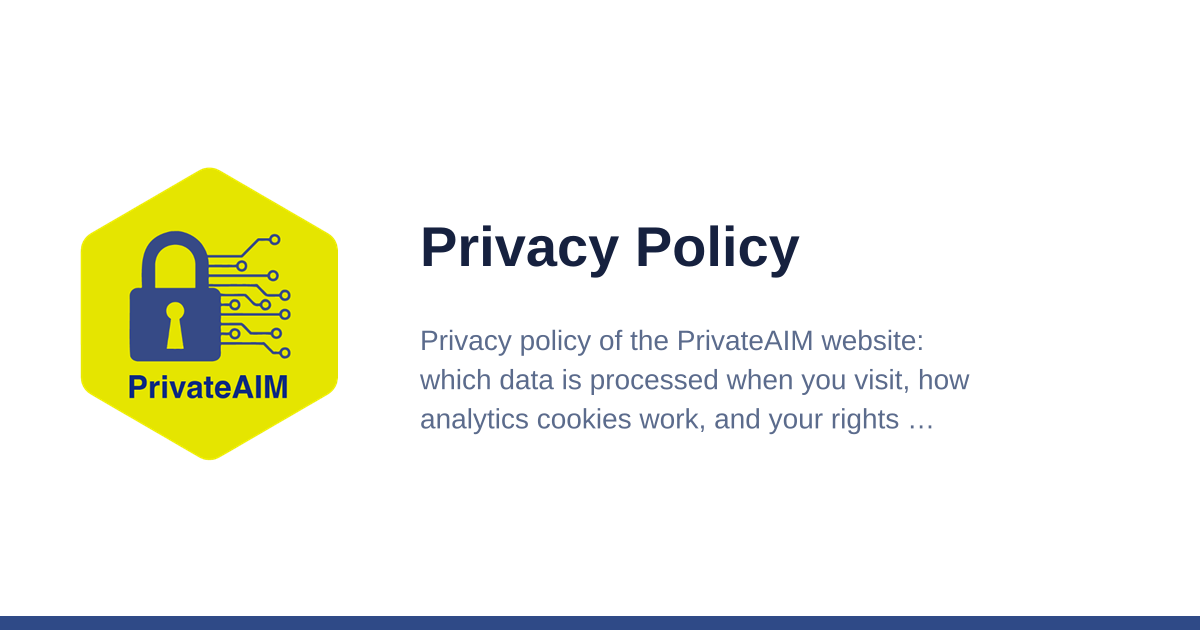 PrivateAIM
Privacy Policy
Privacy policy of the PrivateAIM website:
which data is processed when you visit, how
analytics cookies work, and your rights …